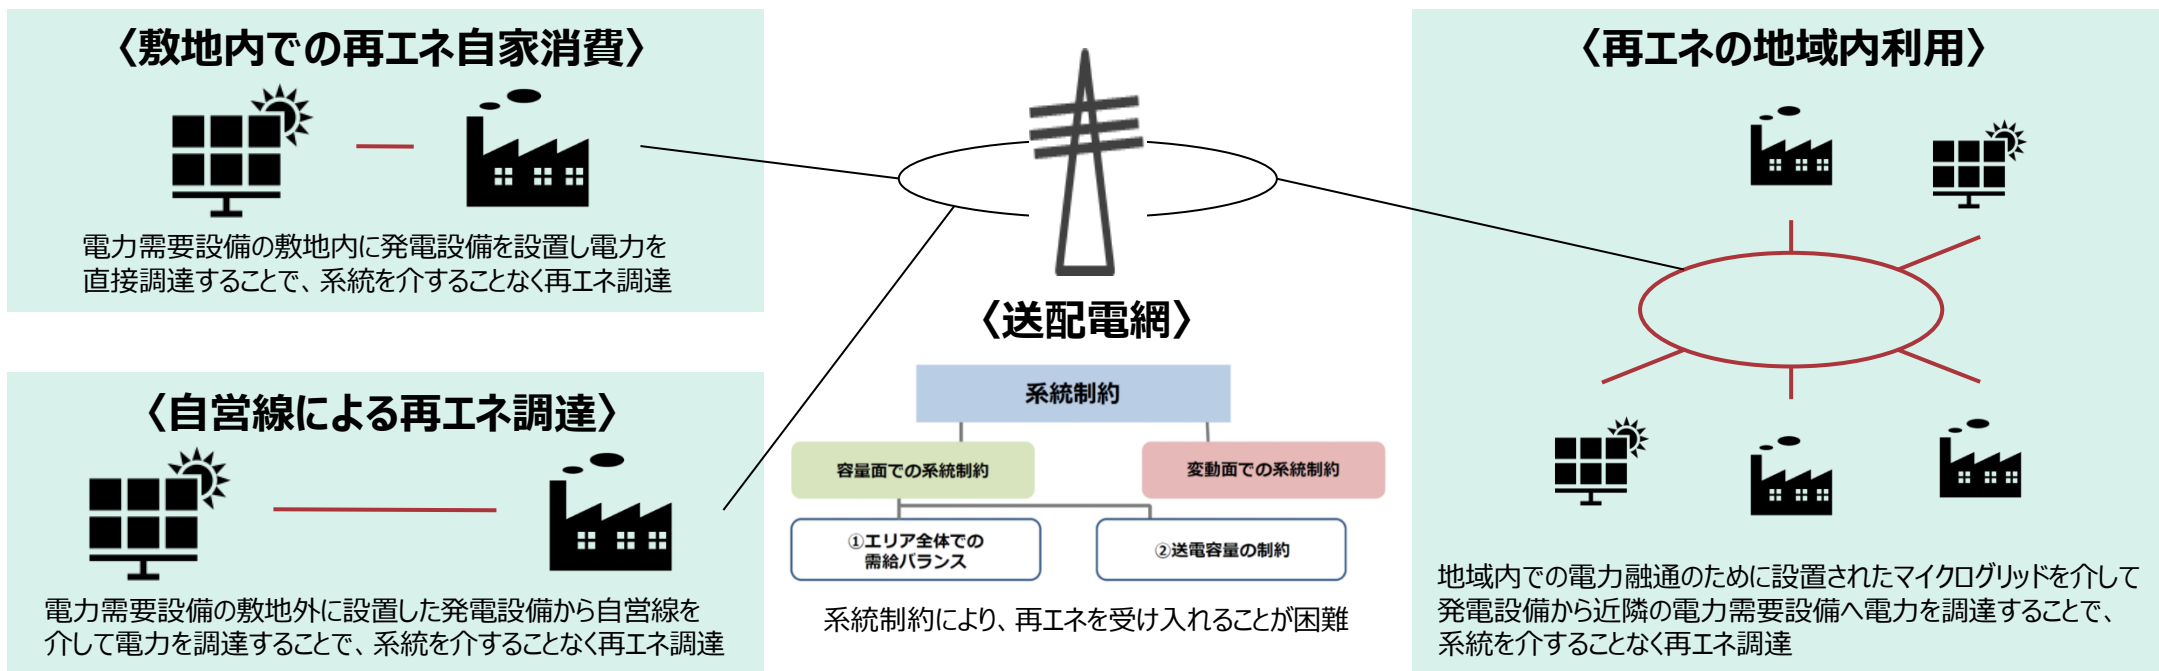 〈敷地内での再エネ自家消費〉
電力需要設備の敷地内に発電設備を設置し電力を
直接調達することで、系統を介することなく再エネ調達
〈自営線による再エネ調達〉
電力需要設備の敷地外に設置した発電設備から自営線を
介して電力を調達することで、系統を介することなく再エネ調達
〈送配電網〉
系統制約
容量面での系統制約
変動面での系統制約
①エリア全体での
需給バランス
②送電容量の制約
系統制約により、再エネを受け入れることが困難
〈再エネの地域内利用〉
地域内での電力融通のために設置されたマイクログリッドを介して
発電設備から近隣の電力需要設備へ電力を調達することで、
系統を介することなく再エネ調達